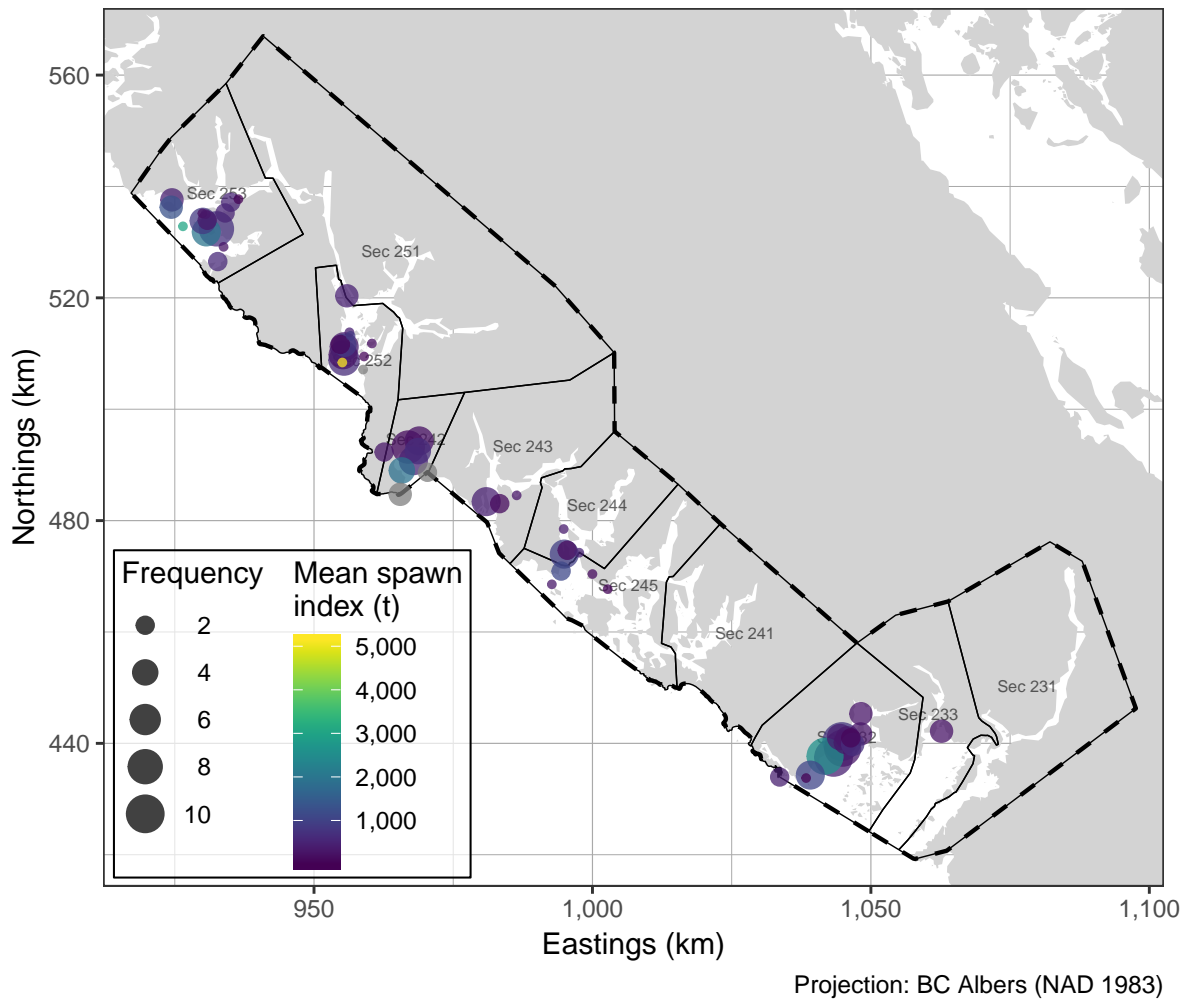 560
520
480
440
Northings (km)
Sec 253
Sec 251
252
Sec 243
Sec 244
Sec 245
Sec 241
Sec 231
Sec 233
Frequency
2
4
6
8
10
Mean spawn
index (t)
5,000
4,000
3,000
2,000
1,000
950
1,000
1,050
1,100
Eastings (km)
Projection: BC Albers (NAD 1983)